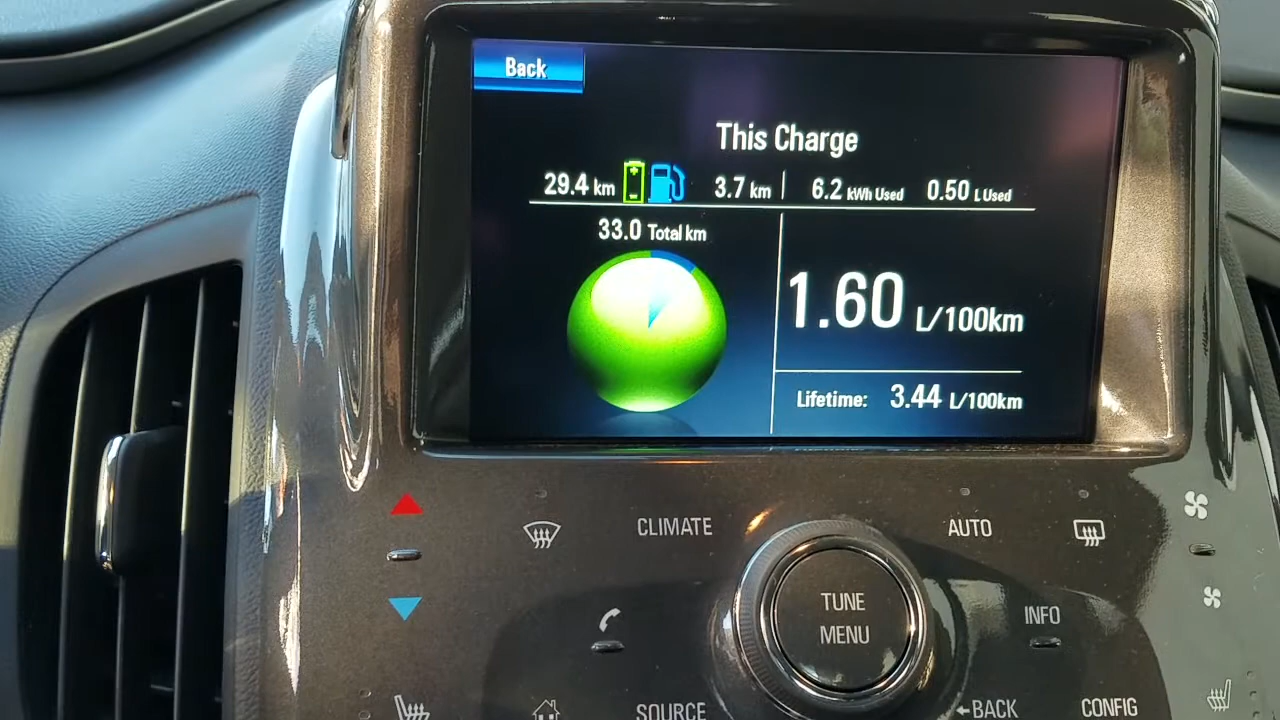 Back
This Charge
29.4 km 3.7 km 6.2 kWh Used 0.50 L Used
33.0 Total km
1.60 L/100km
Lifetime: 3.44 L/100km
CLIMATE AUTO
TUNE
MENU
INFO
SOURCE BACK CONFIG